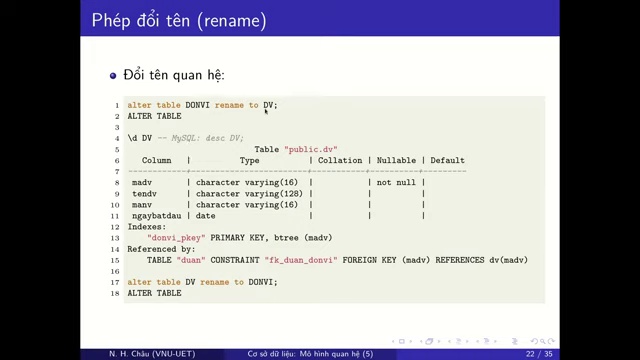 Phép đổi tên (rename)
Đổi tên quan hệ:
1 alter table DONVI rename to DV;
2 ALTER TABLE
3
4 \d DV -- MySQL: desc DV;
5 Table "public.dv"
6 Column | Type | Collation | Nullable | Default
7 -------------+------------------------+-----------+----------+---------
8 madv | character varying(16) | | not null |
9 tendv | character varying(128) | | |
10 manv | character varying(16) | | |
11 ngaybatdau | date | | |
12 Indexes:
13 "donvi_pkey" PRIMARY KEY, btree (madv)
14 Referenced by:
15 TABLE "duan" CONSTRAINT "fk_duan_donvi" FOREIGN KEY (madv) REFERENCES dv(madv)
16
17 alter table DV rename to DONVI;
18 ALTER TABLE
N. H. Châu (VNU-UET) Cơ sở dữ liệu: Mô hình quan hệ (5) 22 / 35